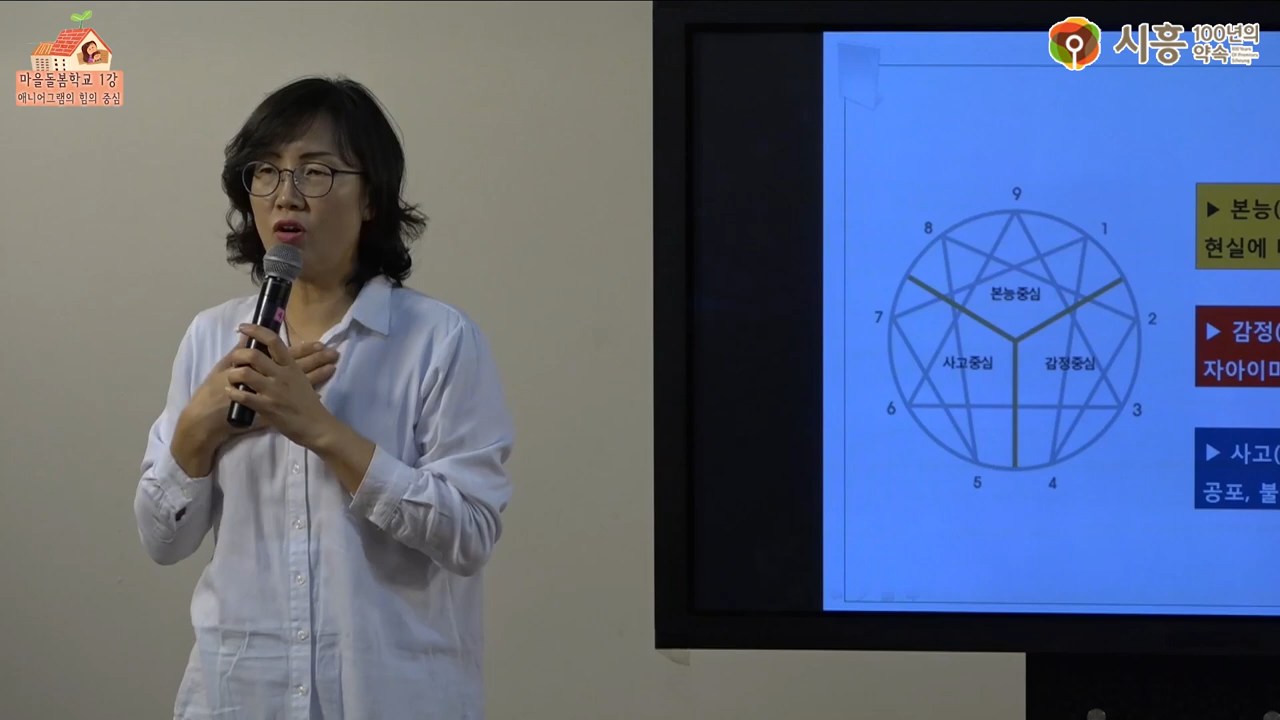 마을돌봄학교 1강
애니어그램의 힘의 중심
시흥
100년의
약속
9
8
1
본능중심
7
2
사고중심
감정중심
6
3
5
4
▶ 본능(
현실에
▶ 감정(
자아이미
▶ 사고(
공포, 불